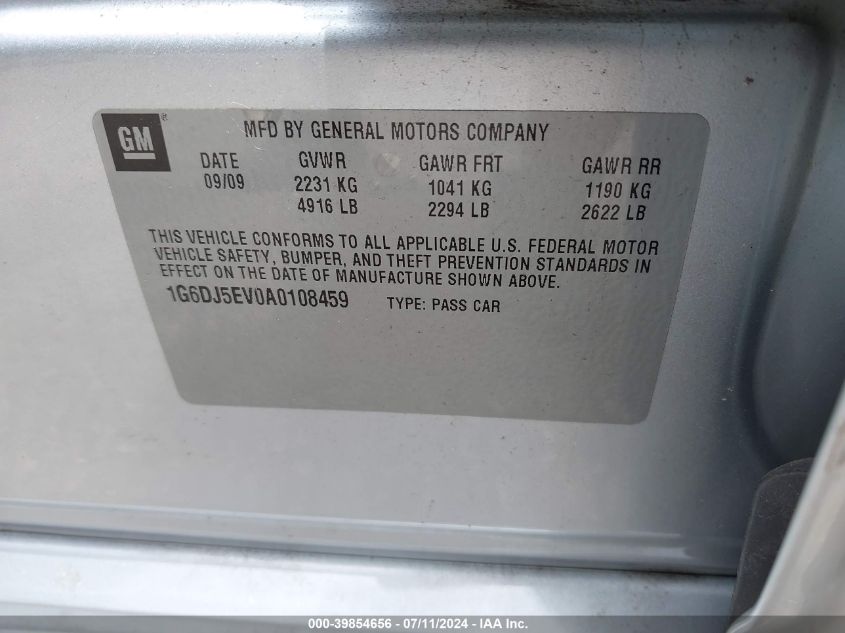 GM ®
MFD BY GENERAL MOTORS COMPANY
DATE GVWR GAWR FRT GAWR RR
09/09 2231 KG 1041 KG 1190 KG
4916 LB 2294 LB 2622 LB
THIS VEHICLE CONFORMS TO ALL APPLICABLE U.S. FEDERAL MOTOR
VEHICLE SAFETY, BUMPER, AND THEFT PREVENTION STANDARDS IN
EFFECT ON THE DATE OF MANUFACTURE SHOWN ABOVE.
1G6DJ5EV0A0108459 TYPE: PASS CAR
000-39854656 - 07/11/2024 - IAA Inc.